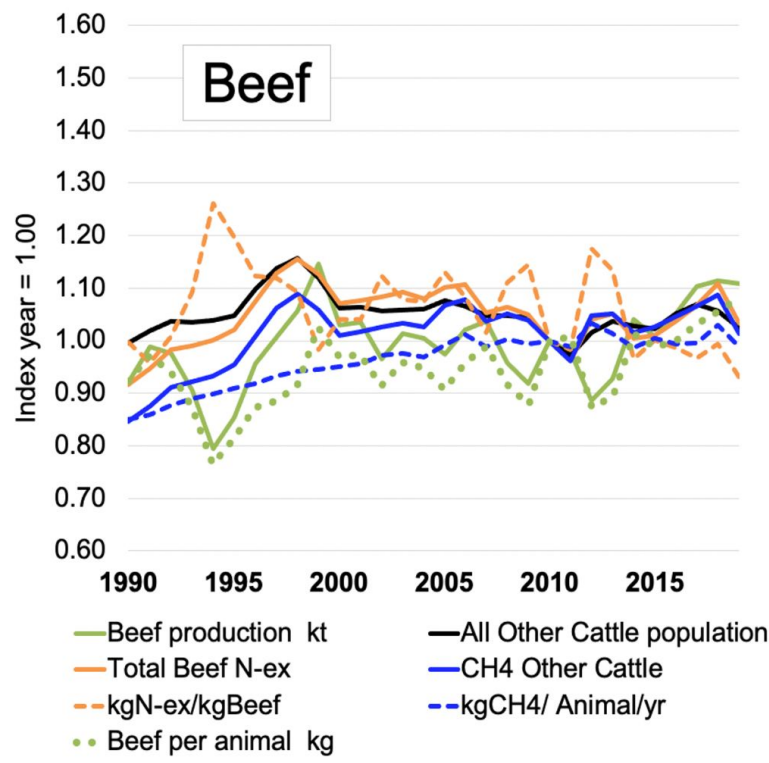 Beef
Index year = 1.00
1.60
1.50
1.40
1.30
1.20
1.10
1.00
0.90
0.80
0.70
0.60
1990 1995 2000 2005 2010 2015
Beef production kt
All Other Cattle population
Total Beef N-ex
CH4 Other Cattle
kgN-ex/kgBeef
kgCH4/ Animal/yr
Beef per animal kg